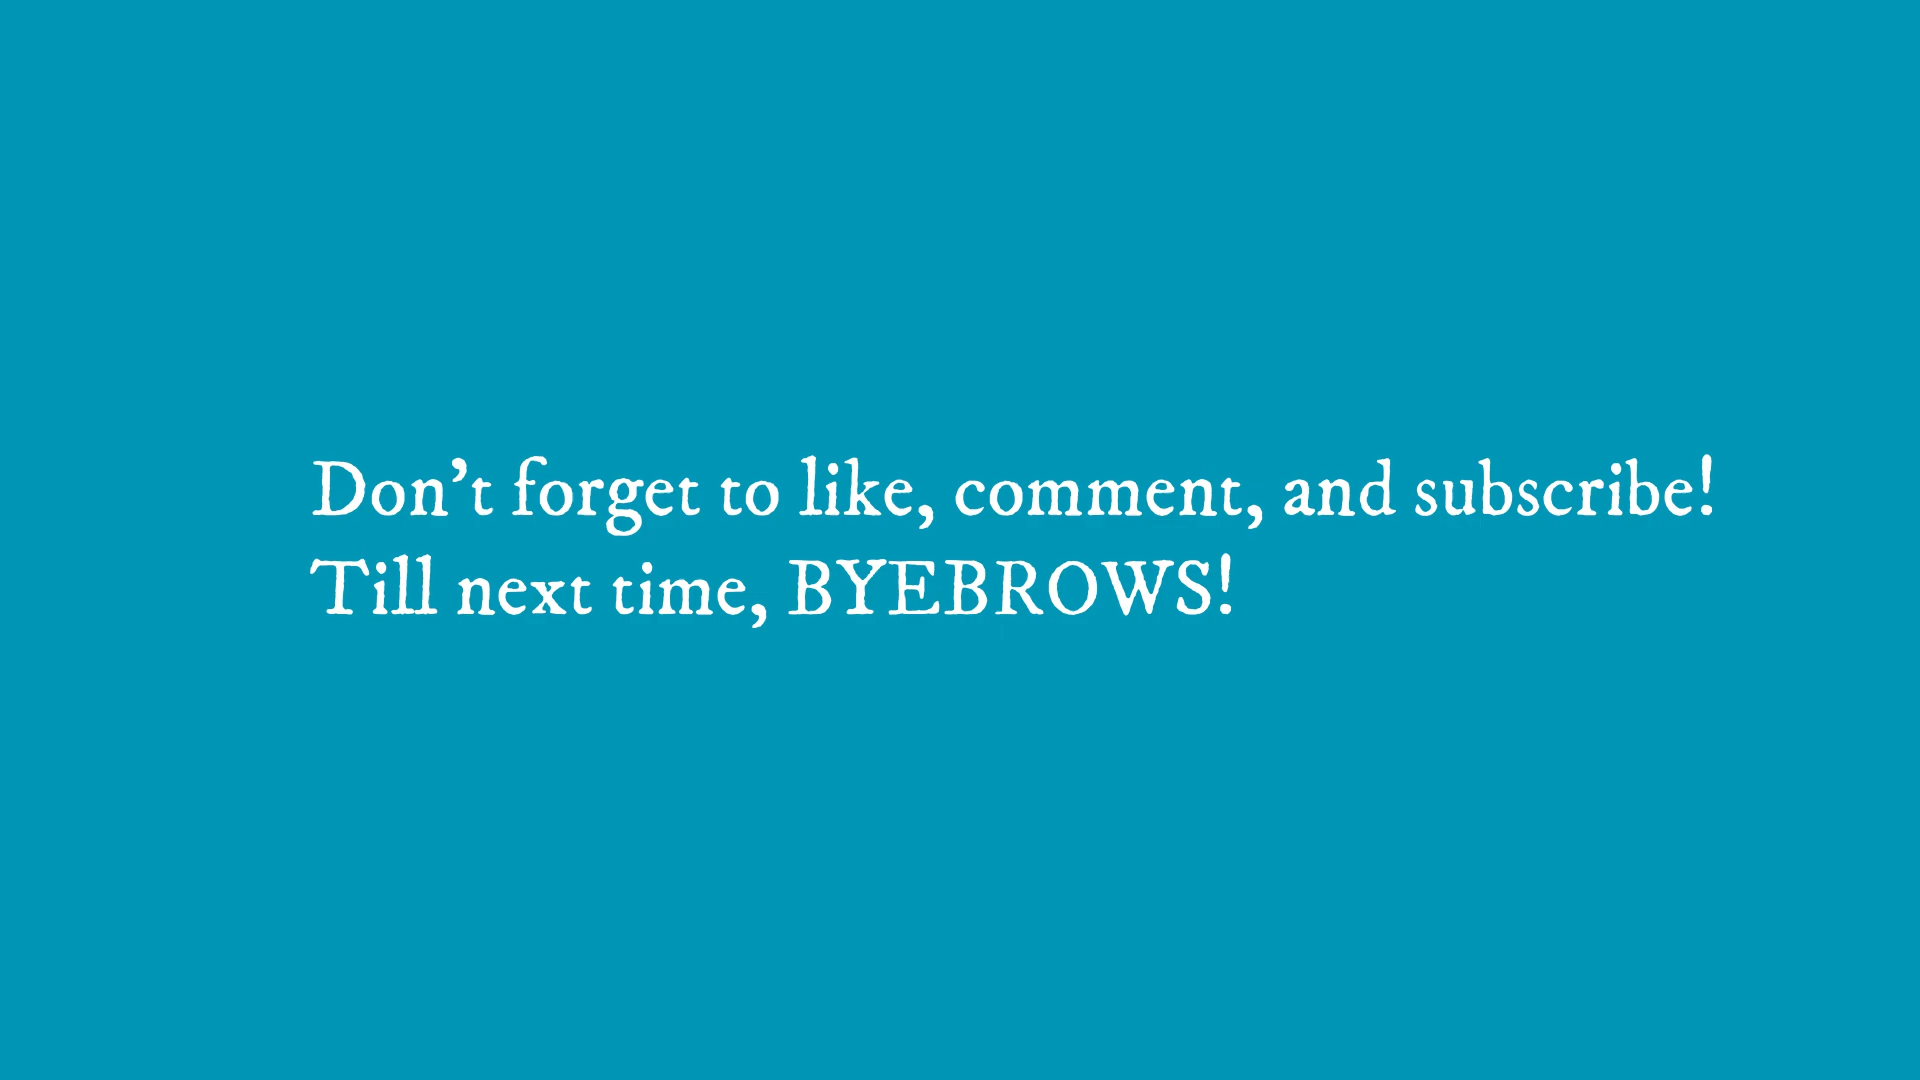 Don’t forget to like, comment, and subscribe!
Till next time, BYEBROWS!